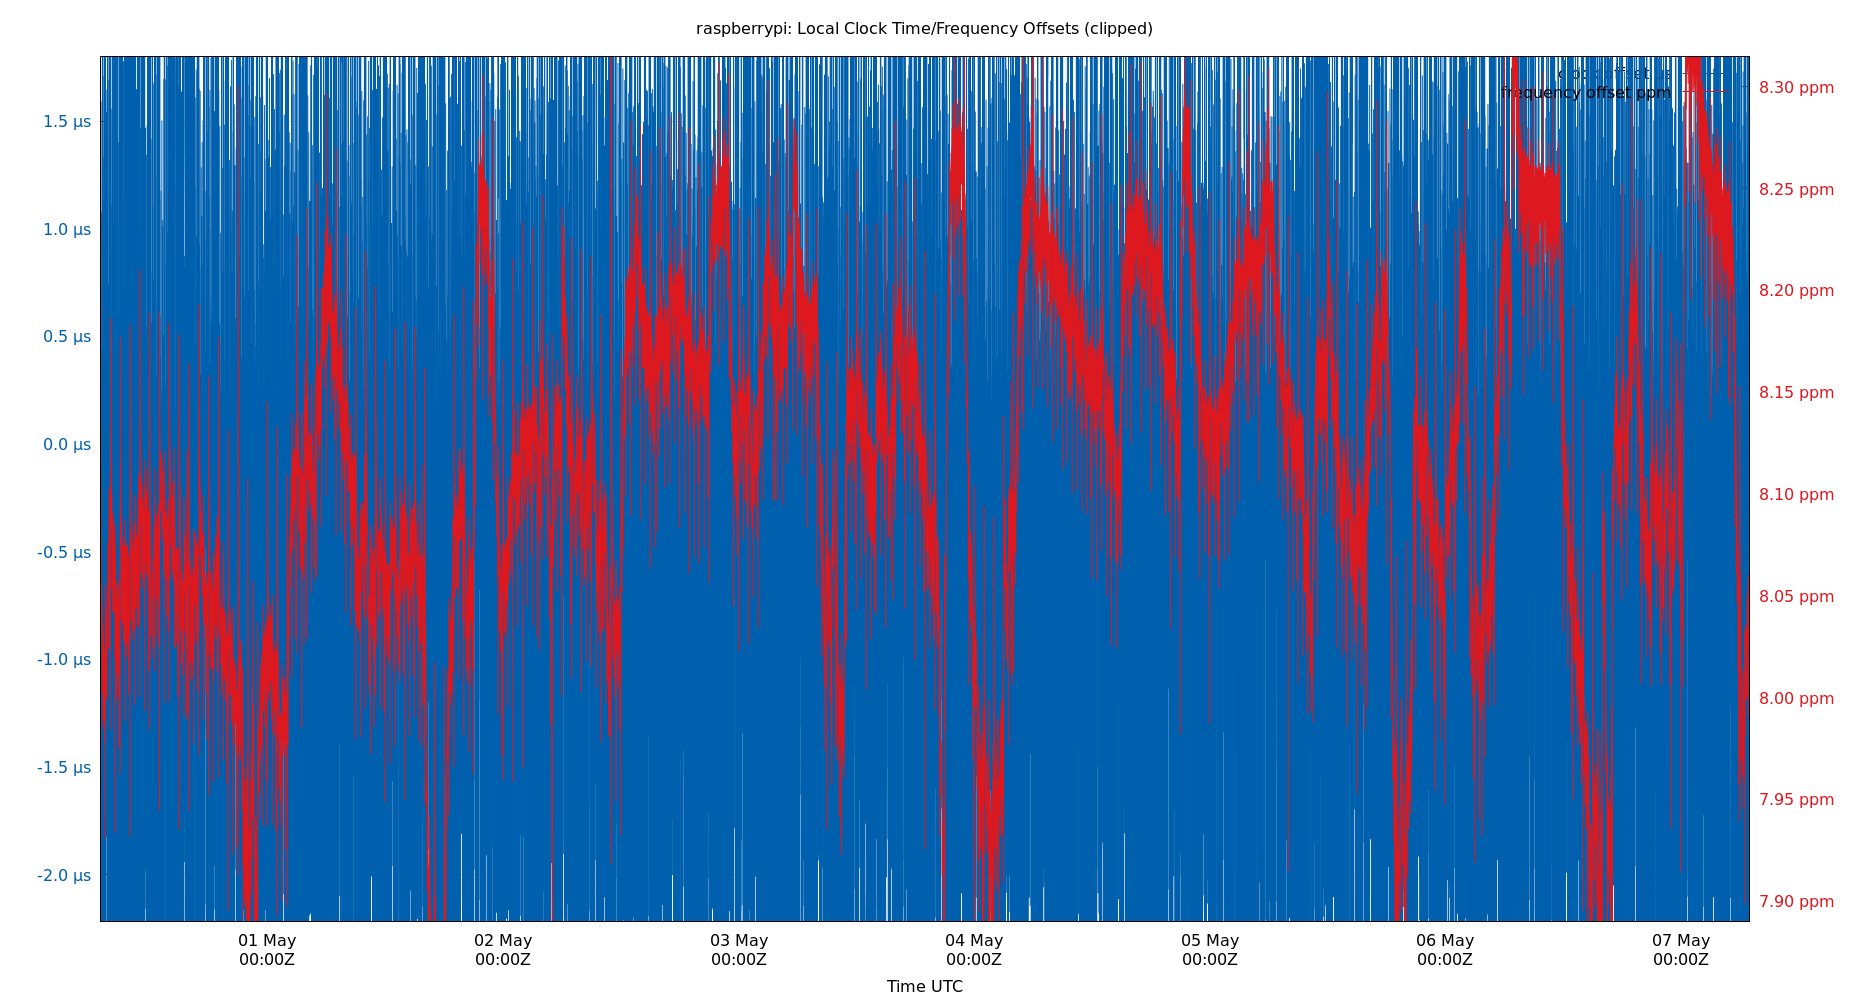 raspberrypi: Local Clock Time/Frequency Offsets (clipped)
clock offset µs
frequency offset ppm
1.5 µs
1.0 µs
0.5 µs
0.0 µs
-0.5 µs
-1.0 µs
-1.5 µs
-2.0 µs
8.30 ppm
8.25 ppm
8.20 ppm
8.15 ppm
8.10 ppm
8.05 ppm
8.00 ppm
7.95 ppm
7.90 ppm
01 May 02 May 03 May 04 May 05 May 06 May 07 May
00:00Z 00:00Z 00:00Z 00:00Z 00:00Z 00:00Z 00:00Z
Time UTC